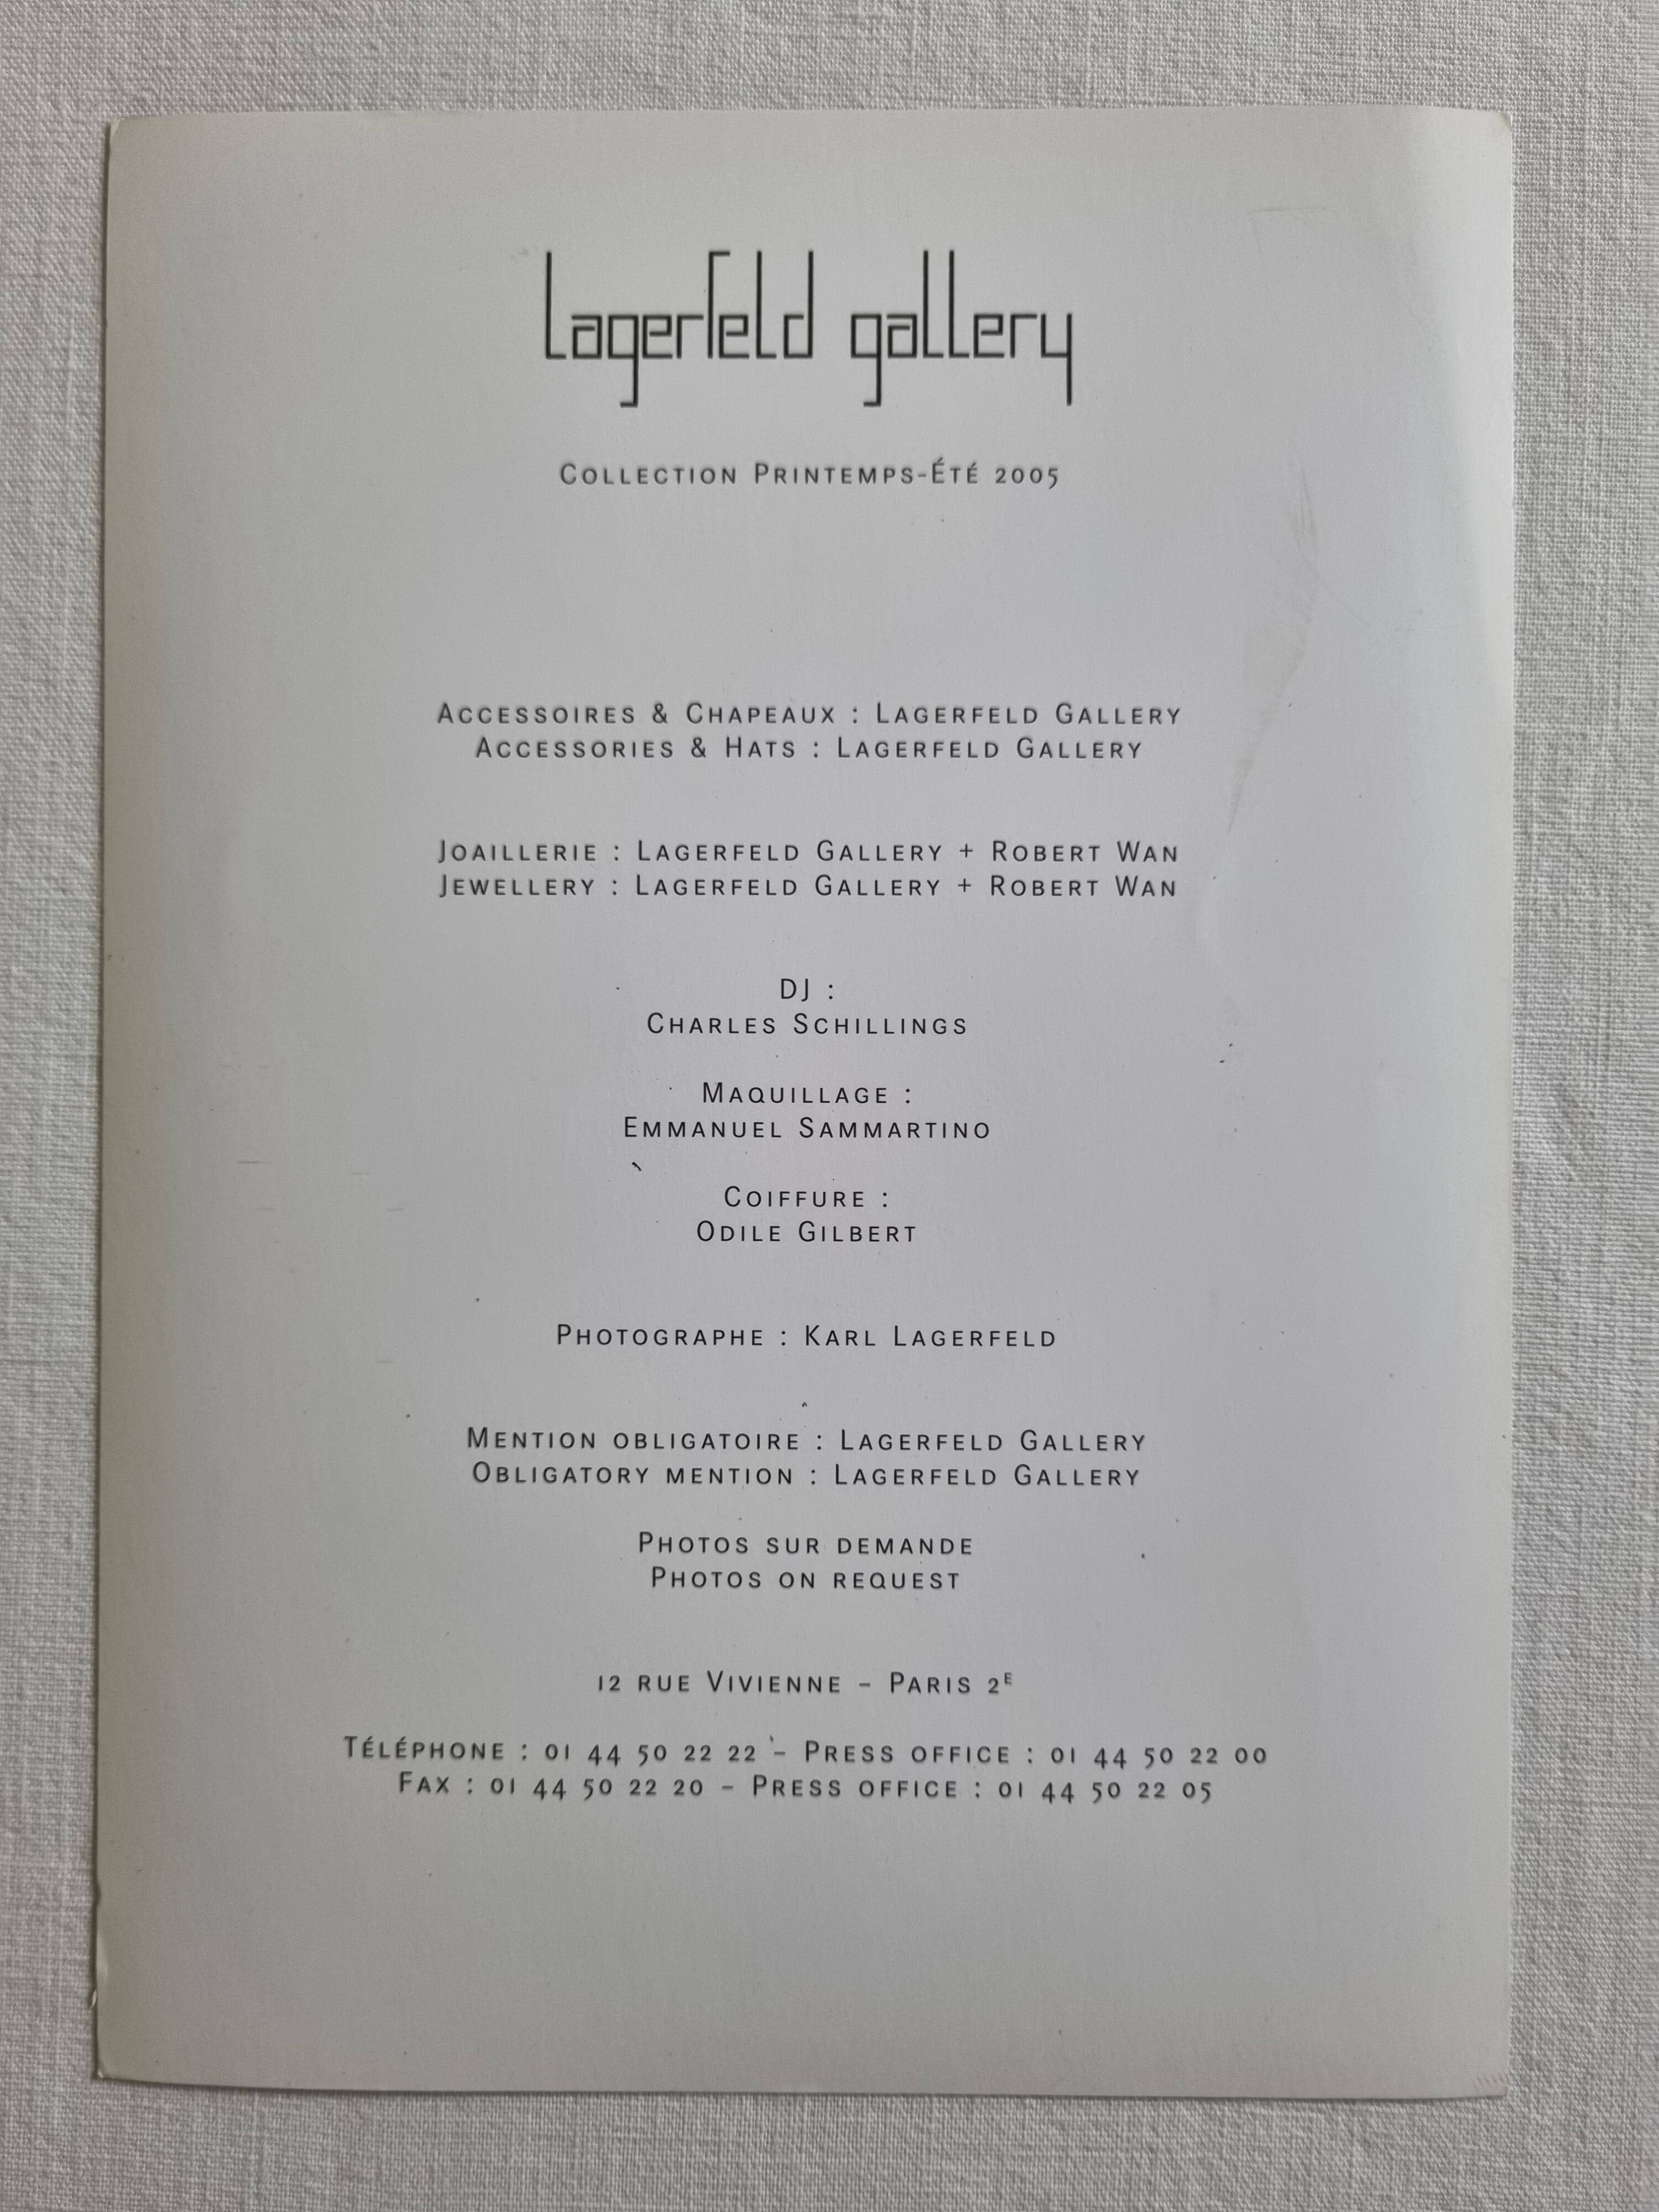 lagerfeld gallery
Collection Printemps-Été 2005
Accessoires & Chapeaux : Lagerfeld Gallery
Accessories & Hats : Lagerfeld Gallery
Joaillerie : Lagerfeld Gallery + Robert Wan
Jewellery : Lagerfeld Gallery + Robert Wan
DJ :
Charles Schillings
Maquillage :
Emmanuel Sammartino
Coiffure :
Odile Gilbert
Photographe : Karl Lagerfeld
Mention obligatoire : Lagerfeld Gallery
Obligatory mention : Lagerfeld Gallery
Photos sur demande
Photos on request
12 rue Vivienne – Paris 2E
Téléphone : 01 44 50 22 22 – Press office : 01 44 50 22 00
Fax : 01 44 50 22 20 – Press office : 01 44 50 22 05